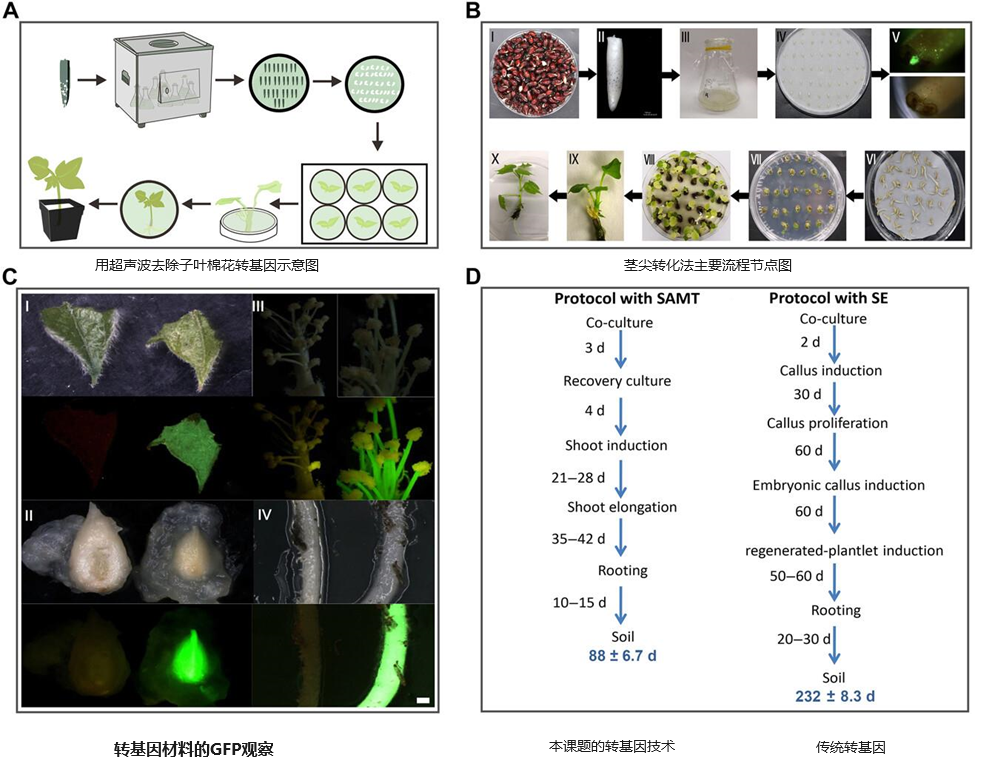 A
用超声波去除子叶棉花转基因示意图
B
I
II
III
IV
V
X
IX
VIII
VII
VI
茎尖转化法主要流程节点图
C
I
III
II
IV
转基因材料的GFP观察
D
Protocol with SAMT
Co-culture
3 d
Recovery culture
4 d
Shoot induction
21–28 d
Shoot elongation
35–42 d
Rooting
10–15 d
Soil
88 ± 6.7 d
本课题的转基因技术
Protocol with SE
Co-culture
2 d
Callus induction
30 d
Callus proliferation
60 d
Embryonic callus induction
60 d
regenerated-plantlet induction
50–60 d
Rooting
20–30 d
Soil
232 ± 8.3 d
传统转基因